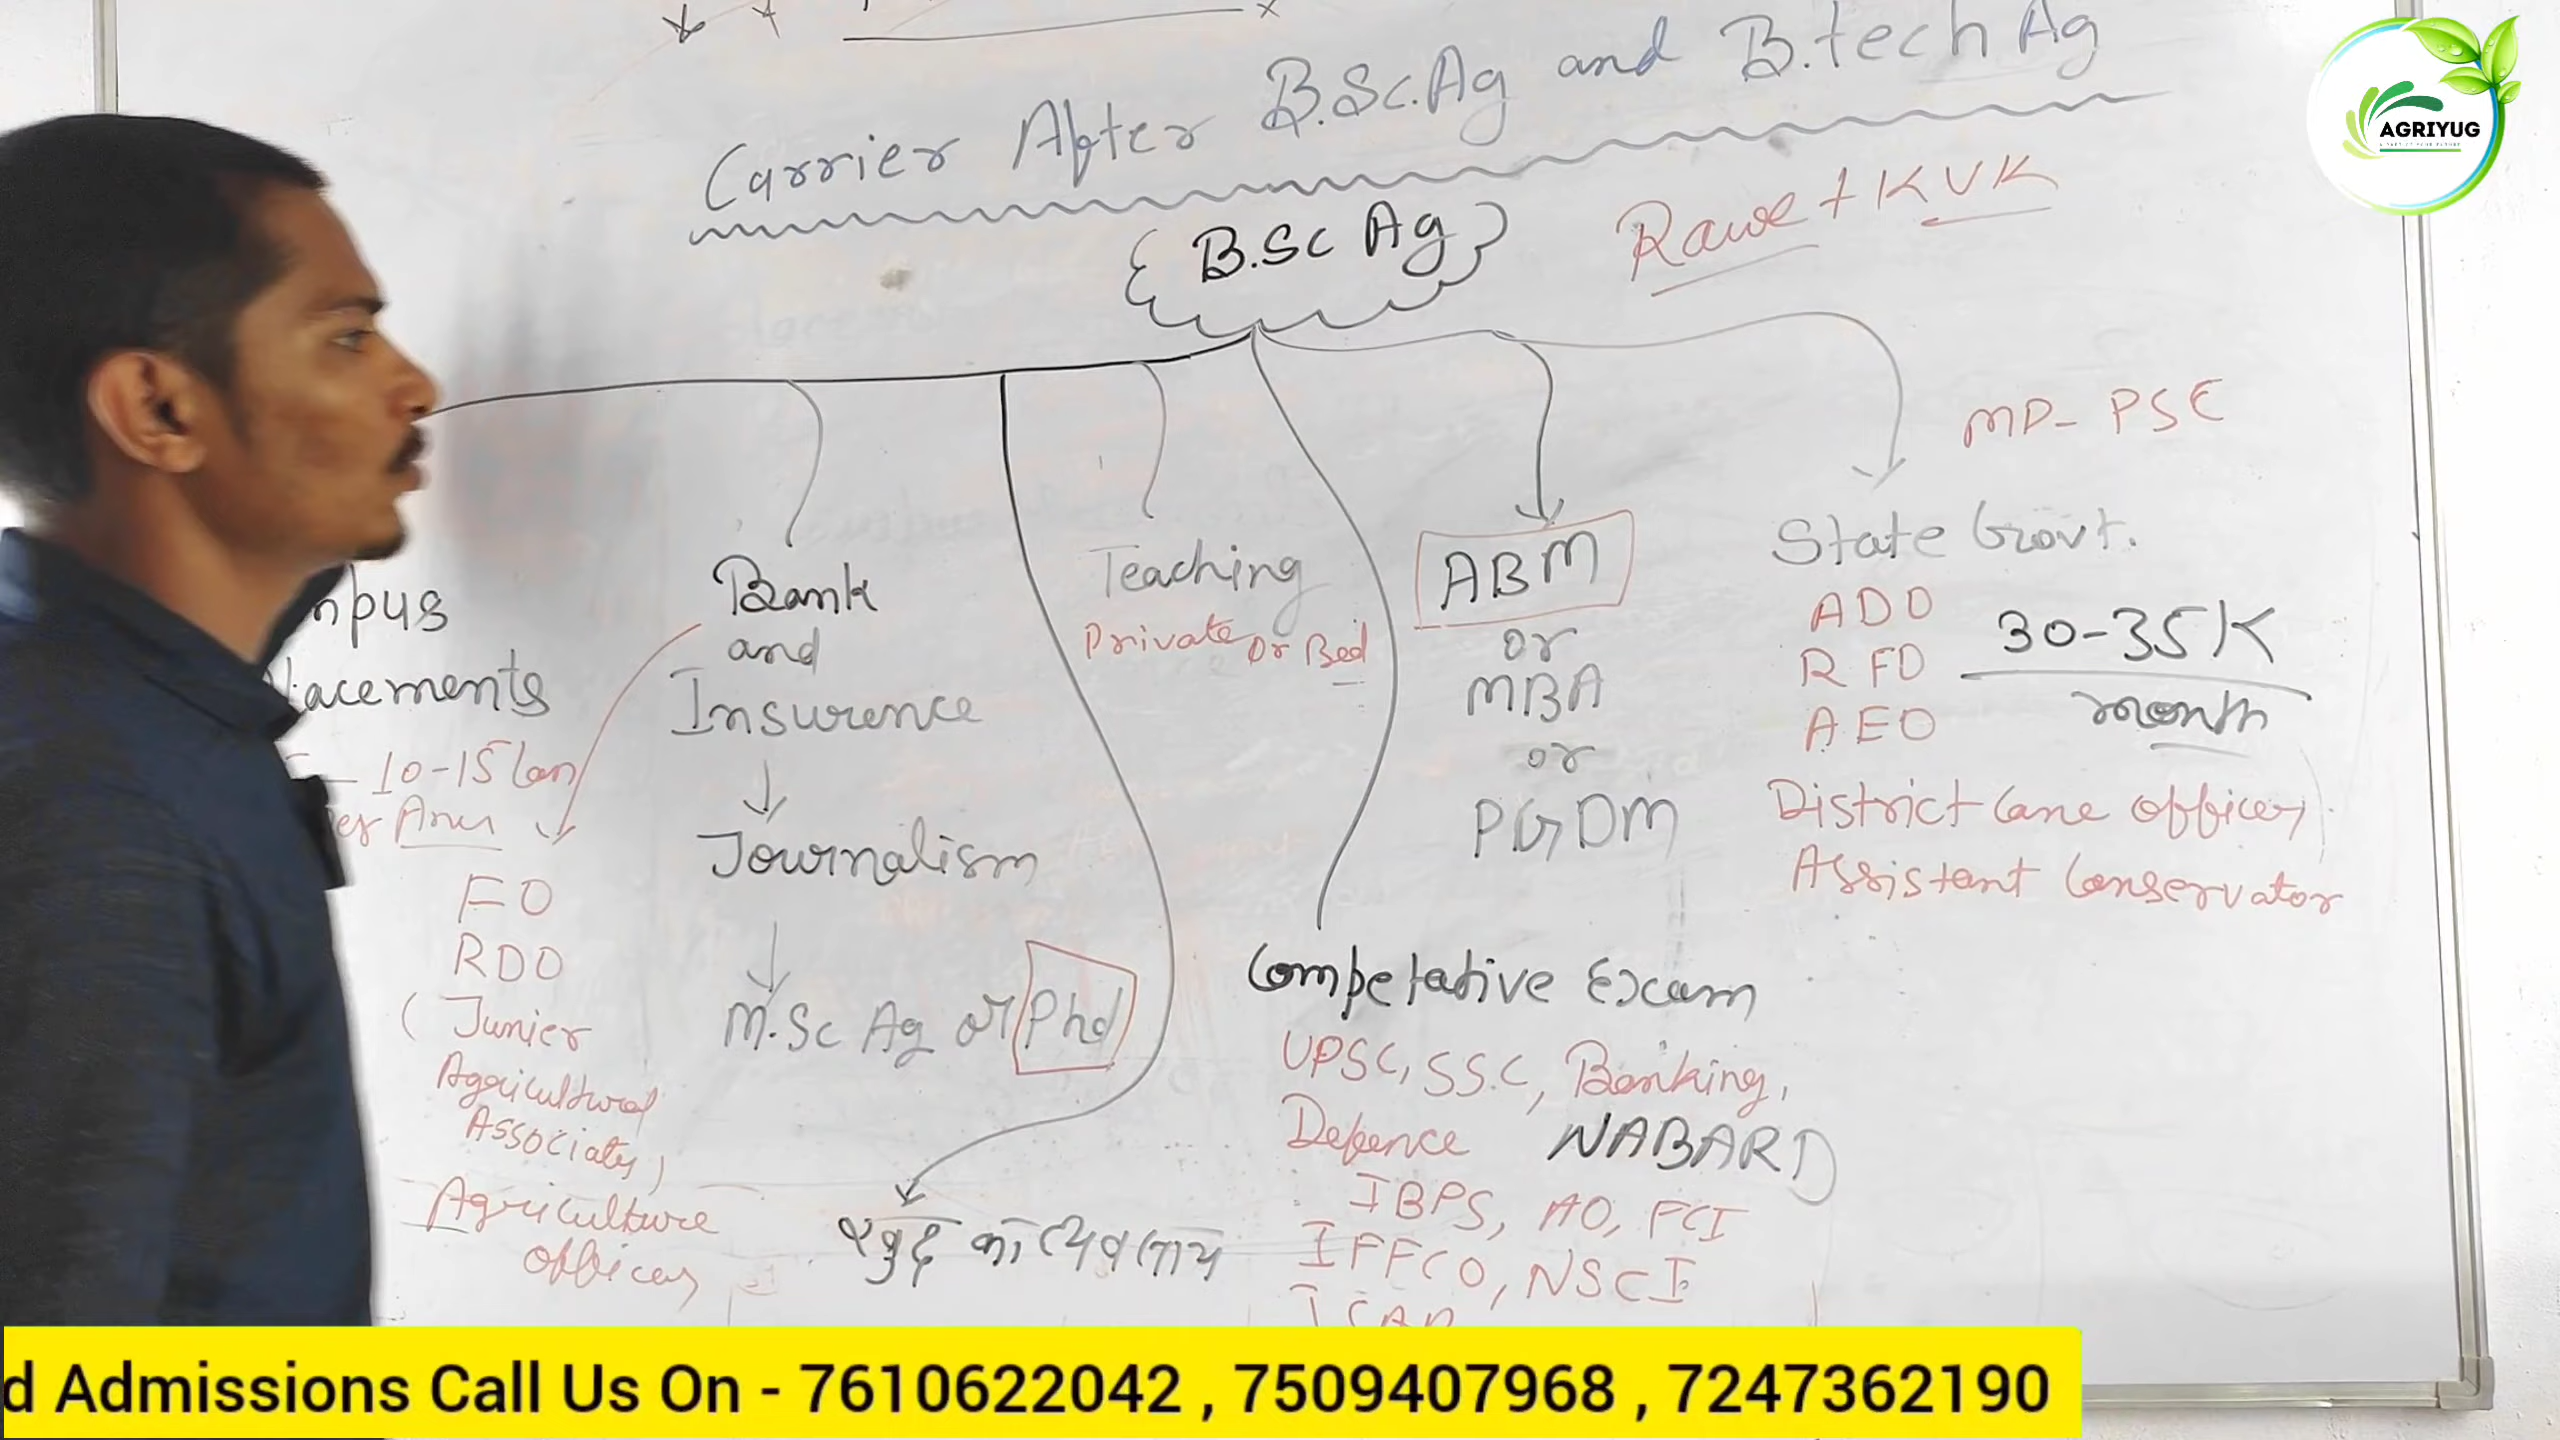 Carrier After B.Sc.Ag and B.tech Ag
B.Sc Ag
Rawe + KVK
MP- PSC
mpus
lacements
10-15 lan
FO
RDO
( Junier
Agricultural
Associate,)
Agriculture
officer
Bank
and
Insurence
Journalism
M.Sc Ag or Phd
खुद का व्यवसाय
Teaching
Private or Bed
ABM
or
MBA
or
PGDM
Competative Exam
UPSC, SSC, Banking,
Defence NABARD
IBPS, AO, FCI
IFFCO, NSCI
State Govt.
ADO
RFO
AEO
30-35K
month
District Cane officer,
Assistant Conservator
AGRIYUG
d Admissions Call Us On - 7610622042 , 7509407968 , 7247362190